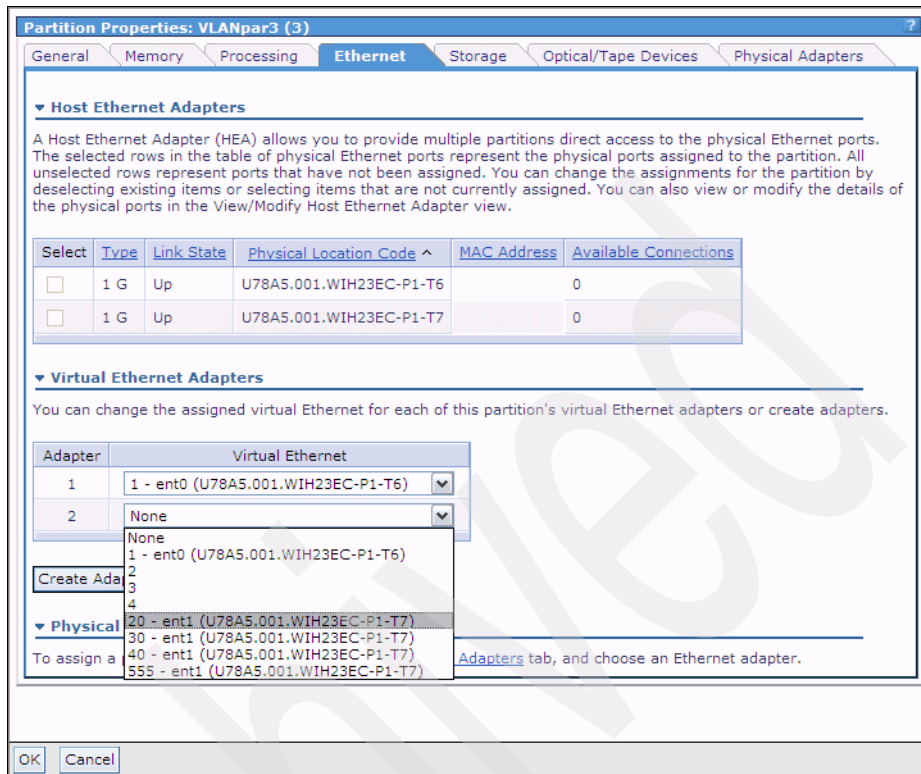 Partition Properties: VLANpar3 (3) ?
General Memory Processing Ethernet Storage Optical/Tape Devices Physical Adapters
Host Ethernet Adapters
A Host Ethernet Adapter (HEA) allows you to provide multiple partitions direct access to the physical Ethernet ports.
The selected rows in the table of physical Ethernet ports represent the physical ports assigned to the partition. All
unselected rows represent ports that have not been assigned. You can change the assignments for the partition by
deselecting existing items or selecting items that are not currently assigned. You can also view or modify the details of
the physical ports in the View/Modify Host Ethernet Adapter view.
Select Type Link State Physical Location Code ^ MAC Address Available Connections
1 G Up U78A5.001.WIH23EC-P1-T6 0
1 G Up U78A5.001.WIH23EC-P1-T7 0
Virtual Ethernet Adapters
You can change the assigned virtual Ethernet for each of this partition's virtual Ethernet adapters or create adapters.
Adapter Virtual Ethernet
1 1 - ent0 (U78A5.001.WIH23EC-P1-T6)
2 None
None
1 - ent0 (U78A5.001.WIH23EC-P1-T6)
2
Create Ada
3
4
20 - ent1 (U78A5.001.WIH23EC-P1-T7)
Physical
30 - ent1 (U78A5.001.WIH23EC-P1-T7)
40 - ent1 (U78A5.001.WIH23EC-P1-T7)
To assign a Adapters tab, and choose an Ethernet adapter.
555 - ent1 (U78A5.001.WIH23EC-P1-T7)
OK Cancel